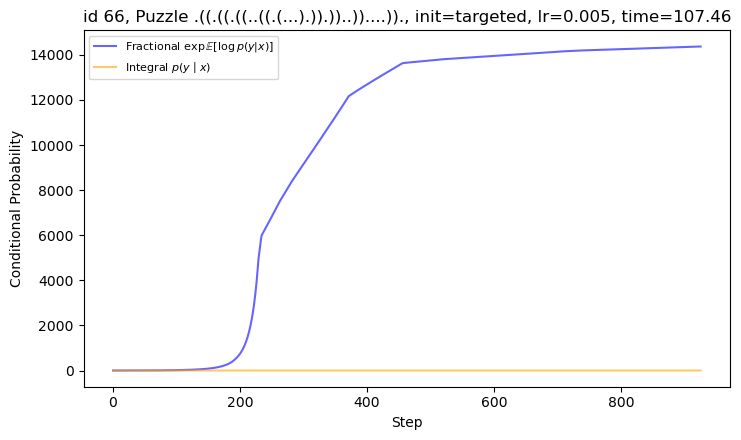 id 66, Puzzle .((.((.((..((.(...).)).))..))....))., init=targeted, lr=0.005, time=107.46
Fractional exp𝔼[log p(y|x)]
Integral p(y | x)
14000
12000
10000
8000
6000
4000
2000
0
Conditional Probability
0 200 400 600 800
Step